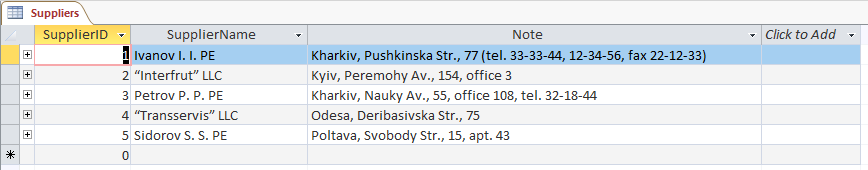 Suppliers
SupplierID SupplierName Note Click to Add
1 Ivanov I. I. PE Kharkiv, Pushkinska Str., 77 (tel. 33-33-44, 12-34-56, fax 22-12-33)
2 “Interfrut” LLC Kyiv, Peremohy Av., 154, office 3
3 Petrov P. P. PE Kharkiv, Nauky Av., 55, office 108, tel. 32-18-44
4 “Transservis” LLC Odesa, Deribasivska Str., 75
5 Sidorov S. S. PE Poltava, Svobody Str., 15, apt. 43
0